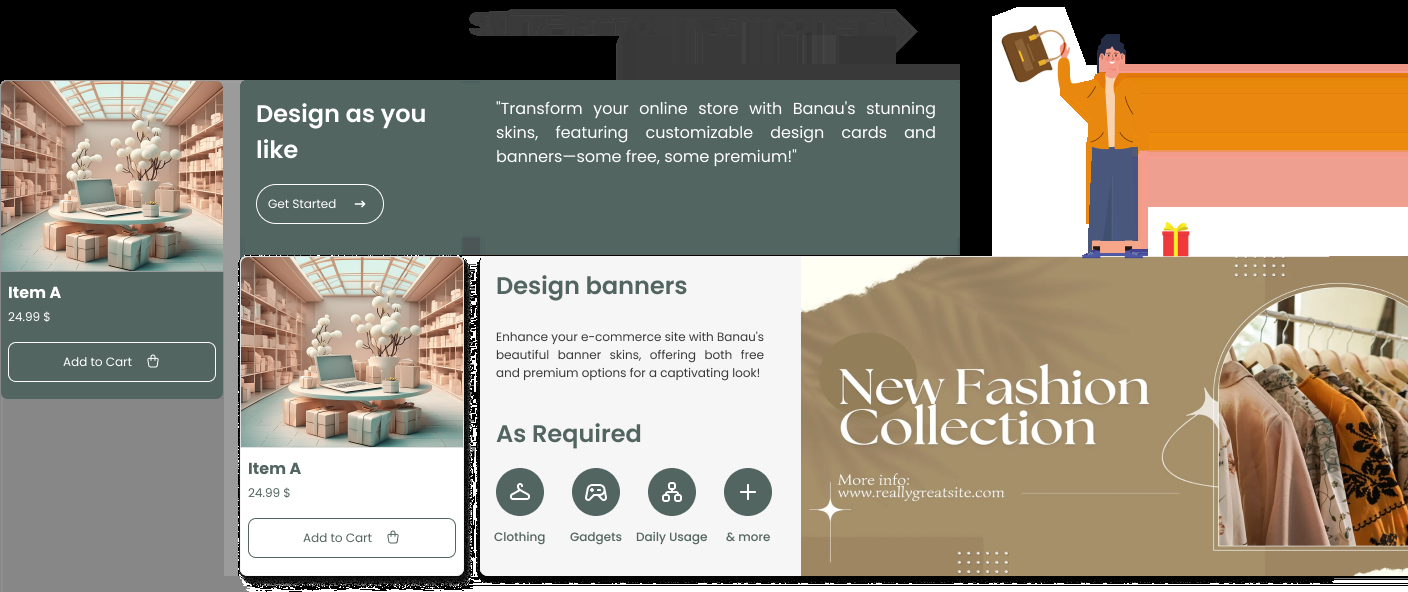 Design as you
like
Get Started
"Transform your online store with Banau's stunning
skins, featuring customizable design cards and
banners—some free, some premium!"
Item A
24.99 $
Add to Cart
Item A
24.99 $
Add to Cart
Design banners
Enhance your e-commerce site with Banau's
beautiful banner skins, offering both free
and premium options for a captivating look!
As Required
Clothing
Gadgets
Daily Usage
& more
New Fashion
Collection
More info:
www.reallygreatsite.com